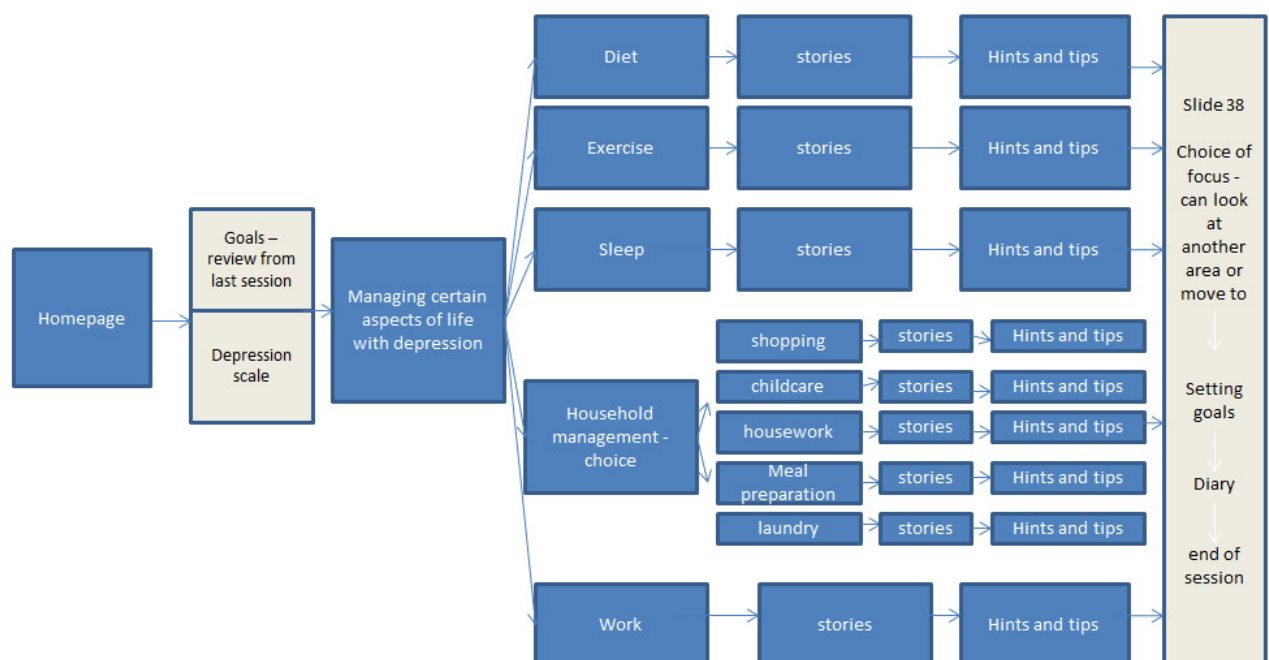 Homepage
Goals –
review from
last session
Depression
scale
Managing certain
aspects of life
with depression
Diet
stories
Hints and tips
Exercise
stories
Hints and tips
Sleep
stories
Hints and tips
Household
management -
choice
shopping
stories
Hints and tips
childcare
stories
Hints and tips
housework
stories
Hints and tips
Meal
preparation
stories
Hints and tips
laundry
stories
Hints and tips
Work
stories
Hints and tips
Slide 38
Choice of
focus -
can look
at
another
area or
move to
Setting
goals
Diary
end of
session